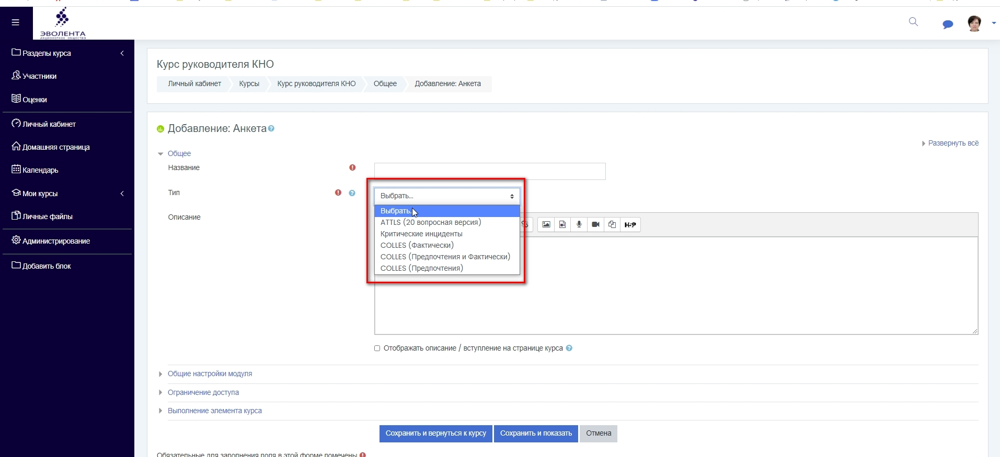 ЭВОЛЕНТА
АКЦИОНЕРНОЕ ОБЩЕСТВО
Разделы курса
Участники
Оценки
Личный кабинет
Домашняя страница
Календарь
Мои курсы
Личные файлы
Администрирование
Добавить блок
Курс руководителя КНО
Личный кабинет Курсы Курс руководителя КНО Общее Добавление: Анкета
Добавление: Анкета
Развернуть всё
Общее
Название
Тип
Выбрать...
Выбрать...
ATTLS (20 вопросная версия)
Критические инциденты
COLLES (Фактически)
COLLES (Предпочтения и Фактически)
COLLES (Предпочтения)
Описание
H5P
Отображать описание / вступление на странице курса
Общие настройки модуля
Ограничение доступа
Выполнение элемента курса
Сохранить и вернуться к курсу Сохранить и показать Отмена
Обязательные для заполнения поля в этой форме помечены